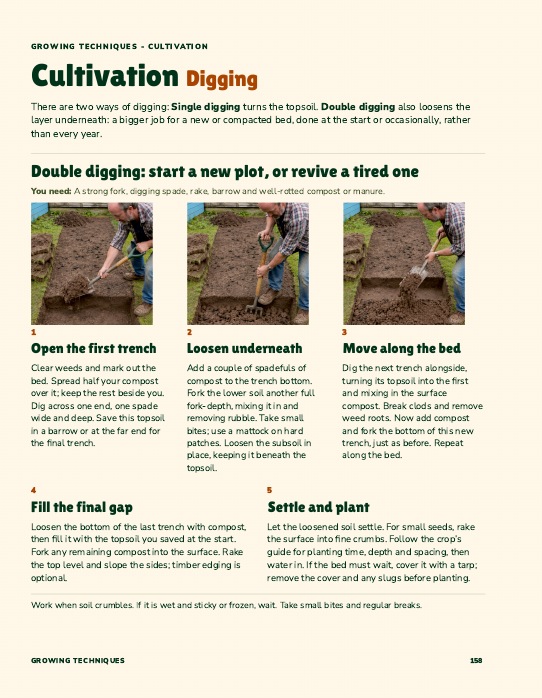 GROWING TECHNIQUES - CULTIVATION
Cultivation Digging
There are two ways of digging: Single digging turns the topsoil. Double digging also loosens the
layer underneath: a bigger job for a new or compacted bed, done at the start or occasionally, rather
than every year.
Double digging: start a new plot, or revive a tired one
You need: A strong fork, digging spade, rake, barrow and well-rotted compost or manure.
1
Open the first trench
Clear weeds and mark out the
bed. Spread half your compost
over it; keep the rest beside you.
Dig across one end, one spade
wide and deep. Save this topsoil
in a barrow or at the far end for
the final trench.
2
Loosen underneath
Add a couple of spadefuls of
compost to the trench bottom.
Fork the lower soil another full
fork-depth, mixing it in and
removing rubble. Take small
bites; use a mattock on hard
patches. Loosen the subsoil in
place, keeping it beneath the
topsoil.
3
Move along the bed
Dig the next trench alongside,
turning its topsoil into the first
and mixing in the surface
compost. Break clods and remove
weed roots. Now add compost
and fork the bottom of this new
trench, just as before. Repeat
along the bed.
4
Fill the final gap
Loosen the bottom of the last trench with compost,
then fill it with the topsoil you saved at the start.
Fork any remaining compost into the surface. Rake
the top level and slope the sides; timber edging is
optional.
5
Settle and plant
Let the loosened soil settle. For small seeds, rake
the surface into fine crumbs. Follow the crop's
guide for planting time, depth and spacing, then
water in. If the bed must wait, cover it with a tarp;
remove the cover and any slugs before planting.
Work when soil crumbles. If it is wet and sticky or frozen, wait. Take small bites and regular breaks.
GROWING TECHNIQUES
158